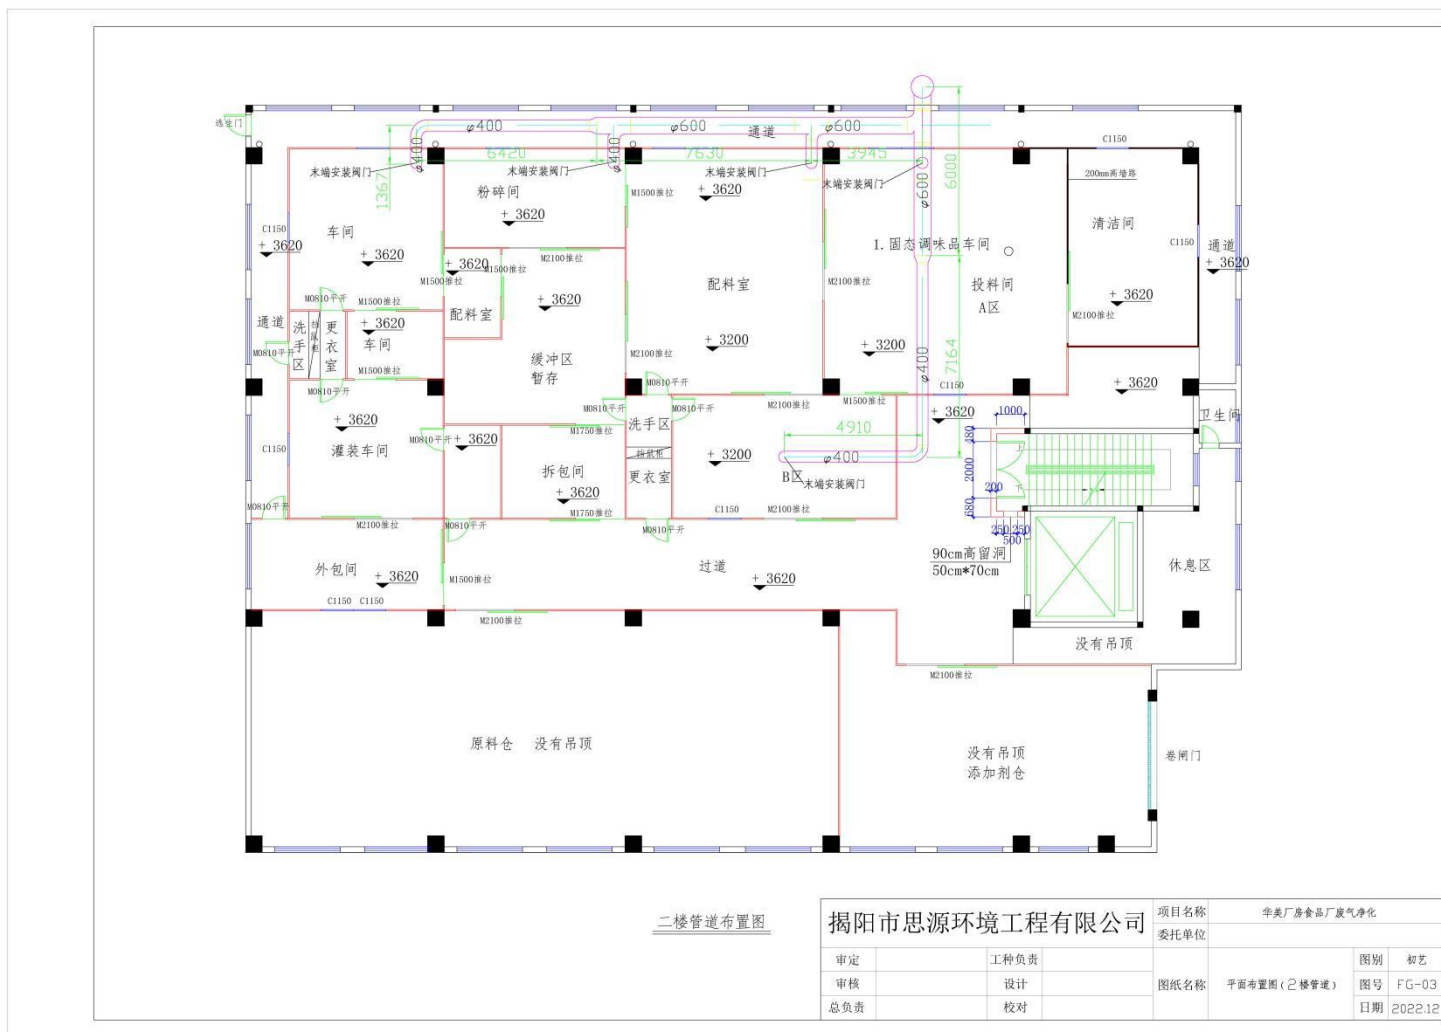 逃生门
φ400
φ600
通道
φ600
C1150
φ400
φ400
6420
7630
3945
6000
1367
末端安装阀门
末端安装阀门
末端安装阀门
末端安装阀门
φ600
200mm高墙路
粉碎间
M1500推拉
+ 3620
+ 3620
清洁间
C1150
车间
C1150
通道
+ 3620
+ 3620
+ 3620
+ 3620
M2100推拉
1.固态调味品车间
M1500推拉
M1500推拉
M2100推拉
配料室
投料间
A区
M0810平开
M1500推拉
+ 3620
+ 3620
M2100推拉
通道
洗手区
挡鼠柜
更衣室
+ 3620
车间
配料室
M0810平开
+ 3200
+ 3200
M2100推拉
缓冲区
暂存
7164
φ400
M1500推拉
M0810平开
M0810平开
C1150
+ 3620
M2100推拉
M1500推拉
M0810平开
M0810平开
+ 3620
1000
卫生间
+ 3620
洗手区
4910
480
M0810平开
+ 3620
M1750推拉
灌装车间
C1150
挡鼠柜
+ 3200
φ400
上
2000
拆包间
更衣室
B区
末端安装阀门
下
200
+ 3620
M0810平开
680
M2100推拉
M0810平开
M1750推拉
M0810平开
C1150
M2100推拉
250
250
500
90cm高留洞
50cm*70cm
外包间
+ 3620
M1500推拉
过道
+ 3620
休息区
C1150
C1150
M2100推拉
没有吊顶
M2100推拉
原料仓
没有吊顶
没有吊顶
添加剂仓
卷闸门
二楼管道布置图
揭阳市思源环境工程有限公司
项目名称
华美厂房食品厂废气净化
委托单位
审定
工种负责
图别
初艺
审核
设计
图纸名称
平面布置图(2楼管道)
图号
FG-03
总负责
校对
日期
2022.12